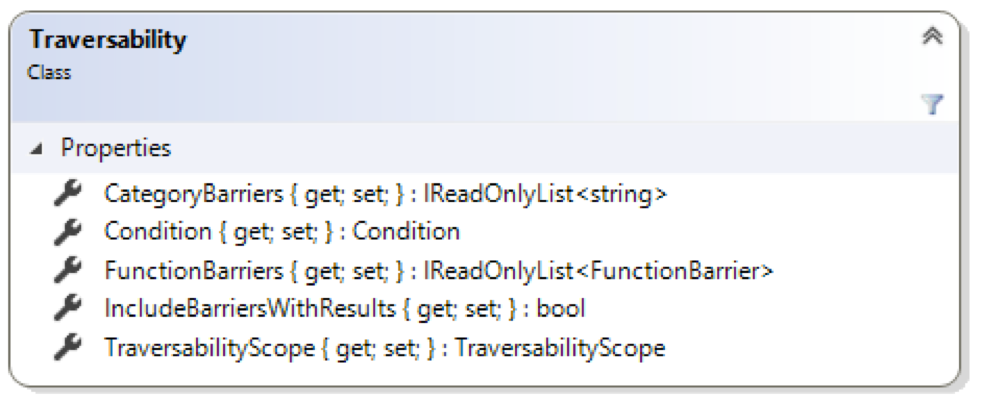 Traversability
Class
Properties
CategoryBarriers { get; set; } : IReadOnlyList<string>
Condition { get; set; } : Condition
FunctionBarriers { get; set; } : IReadOnlyList<FunctionBarrier>
IncludeBarriersWithResults { get; set; } : bool
TraversabilityScope { get; set; } : TraversabilityScope